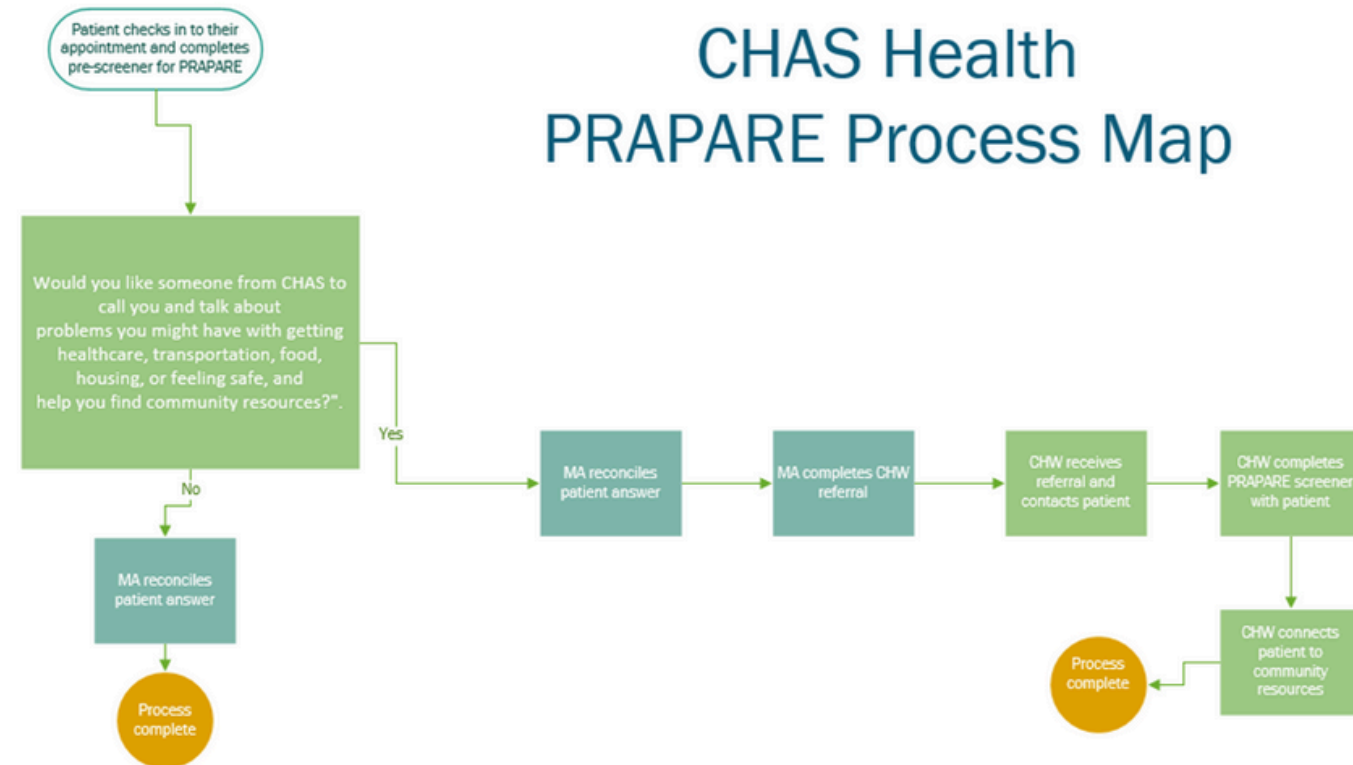 Patient checks in to their
appointment and completes
pre-screener for PRAPARE
CHAS Health
PRAPARE Process Map
Would you like someone from CHAS to
call you and talk about
problems you might have with getting
healthcare, transportation, food,
housing, or feeling safe, and
help you find community resources?".
Yes
No
MA reconciles
patient answer
MA completes CHW
referral
CHW receives
referral and
contacts patient
CHW completes
PRAPARE screener
with patient
MA reconciles
patient answer
CHW connects
patient to
community
resources
Process
complete
Process
complete